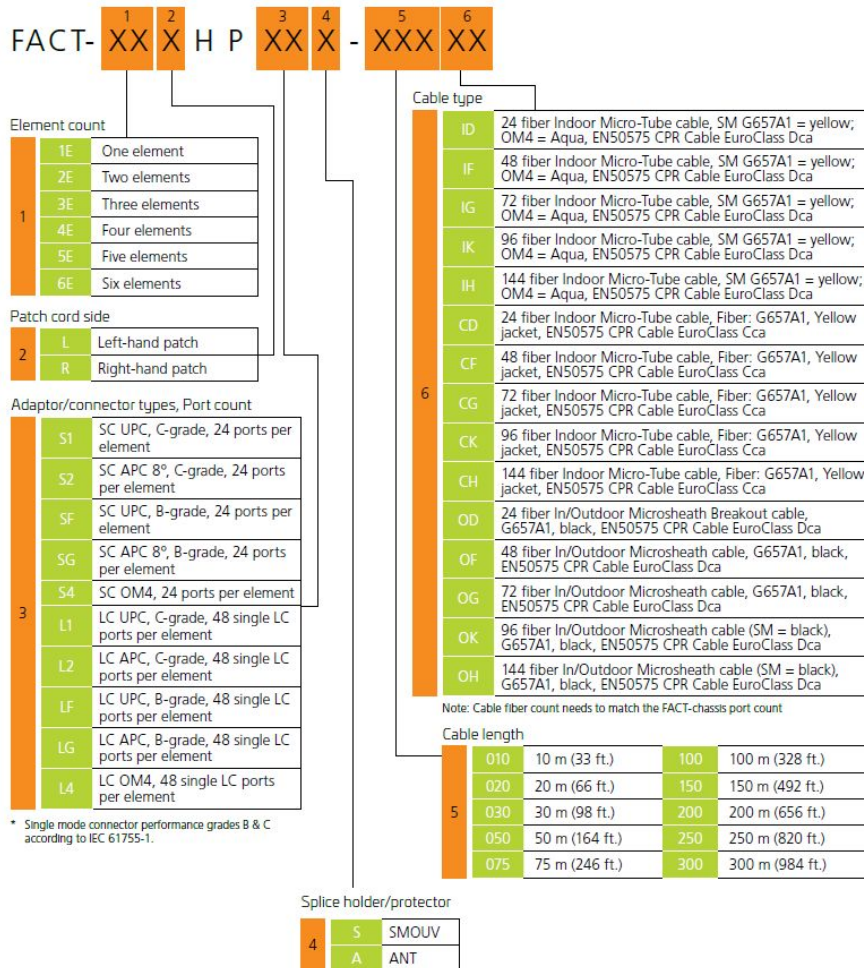 1 2 3 4 5 6
FACT- XX X H P XX X - XXX XX
Element count
1
1E One element
2E Two elements
3E Three elements
4E Four elements
5E Five elements
6E Six elements
Patch cord side
2
L Left-hand patch
R Right-hand patch
Adaptor/connector types, Port count
3
S1 SC UPC, C-grade, 24 ports per
element
S2 SC APC 8º, C-grade, 24 ports
per element
SF SC UPC, B-grade, 24 ports per
element
SG SC APC 8º, B-grade, 24 ports
per element
S4 SC OM4, 24 ports per element
L1 LC UPC, C-grade, 48 single LC
ports per element
L2 LC APC, C-grade, 48 single LC
ports per element
LF LC UPC, B-grade, 48 single LC
ports per element
LG LC APC, B-grade, 48 single LC
ports per element
L4 LC OM4, 48 single LC ports
per element
* Single mode connector performance grades B & C
according to IEC 61755-1.
Cable type
6
ID 24 fiber Indoor Micro-Tube cable, SM G657A1 = yellow;
OM4 = Aqua, EN50575 CPR Cable EuroClass Dca
IF 48 fiber Indoor Micro-Tube cable, SM G657A1 = yellow;
OM4 = Aqua, EN50575 CPR Cable EuroClass Dca
IG 72 fiber Indoor Micro-Tube cable, SM G657A1 = yellow;
OM4 = Aqua, EN50575 CPR Cable EuroClass Dca
IK 96 fiber Indoor Micro-Tube cable, SM G657A1 = yellow;
OM4 = Aqua, EN50575 CPR Cable EuroClass Dca
IH 144 fiber Indoor Micro-Tube cable, SM G657A1 = yellow;
OM4 = Aqua, EN50575 CPR Cable EuroClass Dca
CD 24 fiber Indoor Micro-Tube cable, Fiber: G657A1, Yellow
jacket, EN50575 CPR Cable EuroClass Cca
CF 48 fiber Indoor Micro-Tube cable, Fiber: G657A1, Yellow
jacket, EN50575 CPR Cable EuroClass Cca
CG 72 fiber Indoor Micro-Tube cable, Fiber: G657A1, Yellow
jacket, EN50575 CPR Cable EuroClass Cca
CK 96 fiber Indoor Micro-Tube cable, Fiber: G657A1, Yellow
jacket, EN50575 CPR Cable EuroClass Cca
CH 144 fiber Indoor Micro-Tube cable, Fiber: G657A1, Yellow
jacket, EN50575 CPR Cable EuroClass Cca
OD 24 fiber In/Outdoor Microsheath Breakout cable,
G657A1, black, EN50575 CPR Cable EuroClass Dca
OF 48 fiber In/Outdoor Microsheath cable, G657A1, black,
EN50575 CPR Cable EuroClass Dca
OG 72 fiber In/Outdoor Microsheath cable, G657A1, black,
EN50575 CPR Cable EuroClass Dca
OK 96 fiber In/Outdoor Microsheath cable (SM = black),
G657A1, black, EN50575 CPR Cable EuroClass Dca
OH 144 fiber In/Outdoor Microsheath cable (SM = black),
G657A1, black, EN50575 CPR Cable EuroClass Dca
Note: Cable fiber count needs to match the FACT-chassis port count
Cable length
5
010 10 m (33 ft.) 100 100 m (328 ft.)
020 20 m (66 ft.) 150 150 m (492 ft.)
030 30 m (98 ft.) 200 200 m (656 ft.)
050 50 m (164 ft.) 250 250 m (820 ft.)
075 75 m (246 ft.) 300 300 m (984 ft.)
Splice holder/protector
4
S SMOUV
A ANT